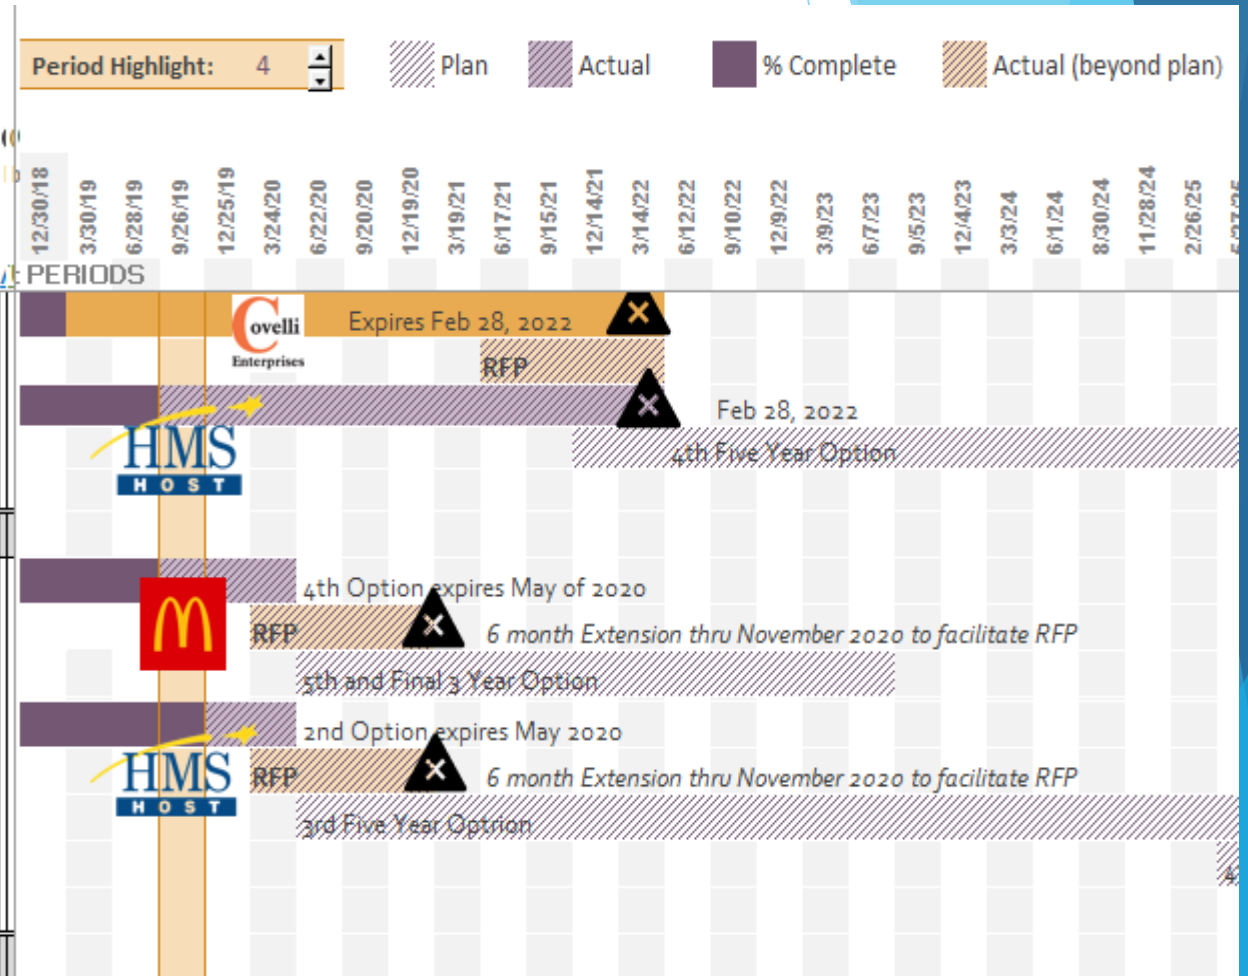 Period Highlight: 4 Plan Actual % Complete Actual (beyond plan)
12/30/18 3/30/19 6/28/19 9/26/19 12/25/19 3/24/20 6/22/20 9/20/20 12/19/20 3/19/21 6/17/21 9/15/21 12/14/21 3/14/22 6/12/22 9/10/22 12/9/22 3/9/23 6/7/23 9/5/23 12/4/23 3/3/24 6/1/24 8/30/24 11/28/24 2/26/25
PERIODS
Covelli
Enterprises
Expires Feb 28, 2022
RFP
Feb 28, 2022
4th Five Year Option
HMS
HOST
4th Option expires May of 2020
RFP
6 month Extension thru November 2020 to facilitate RFP
5th and Final 3 Year Option
2nd Option expires May 2020
HMS
HOST
RFP
6 month Extension thru November 2020 to facilitate RFP
3rd Five Year Optrion